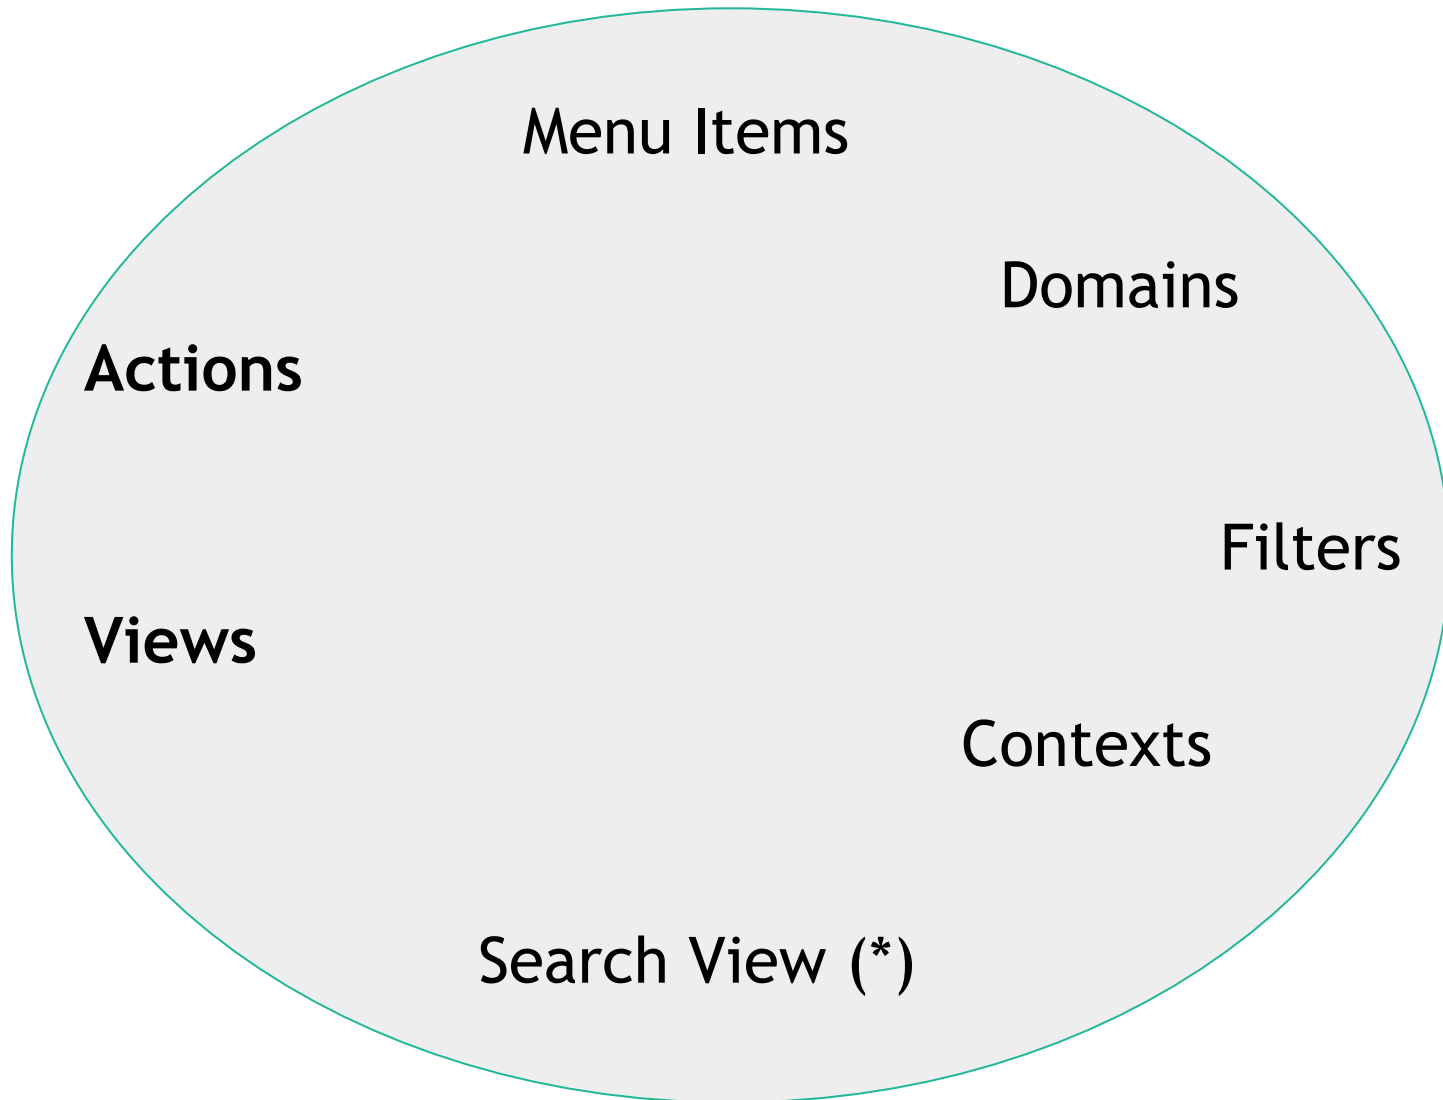 Menu Items
Domains
Actions
Filters
Views
Contexts
Search View (*)